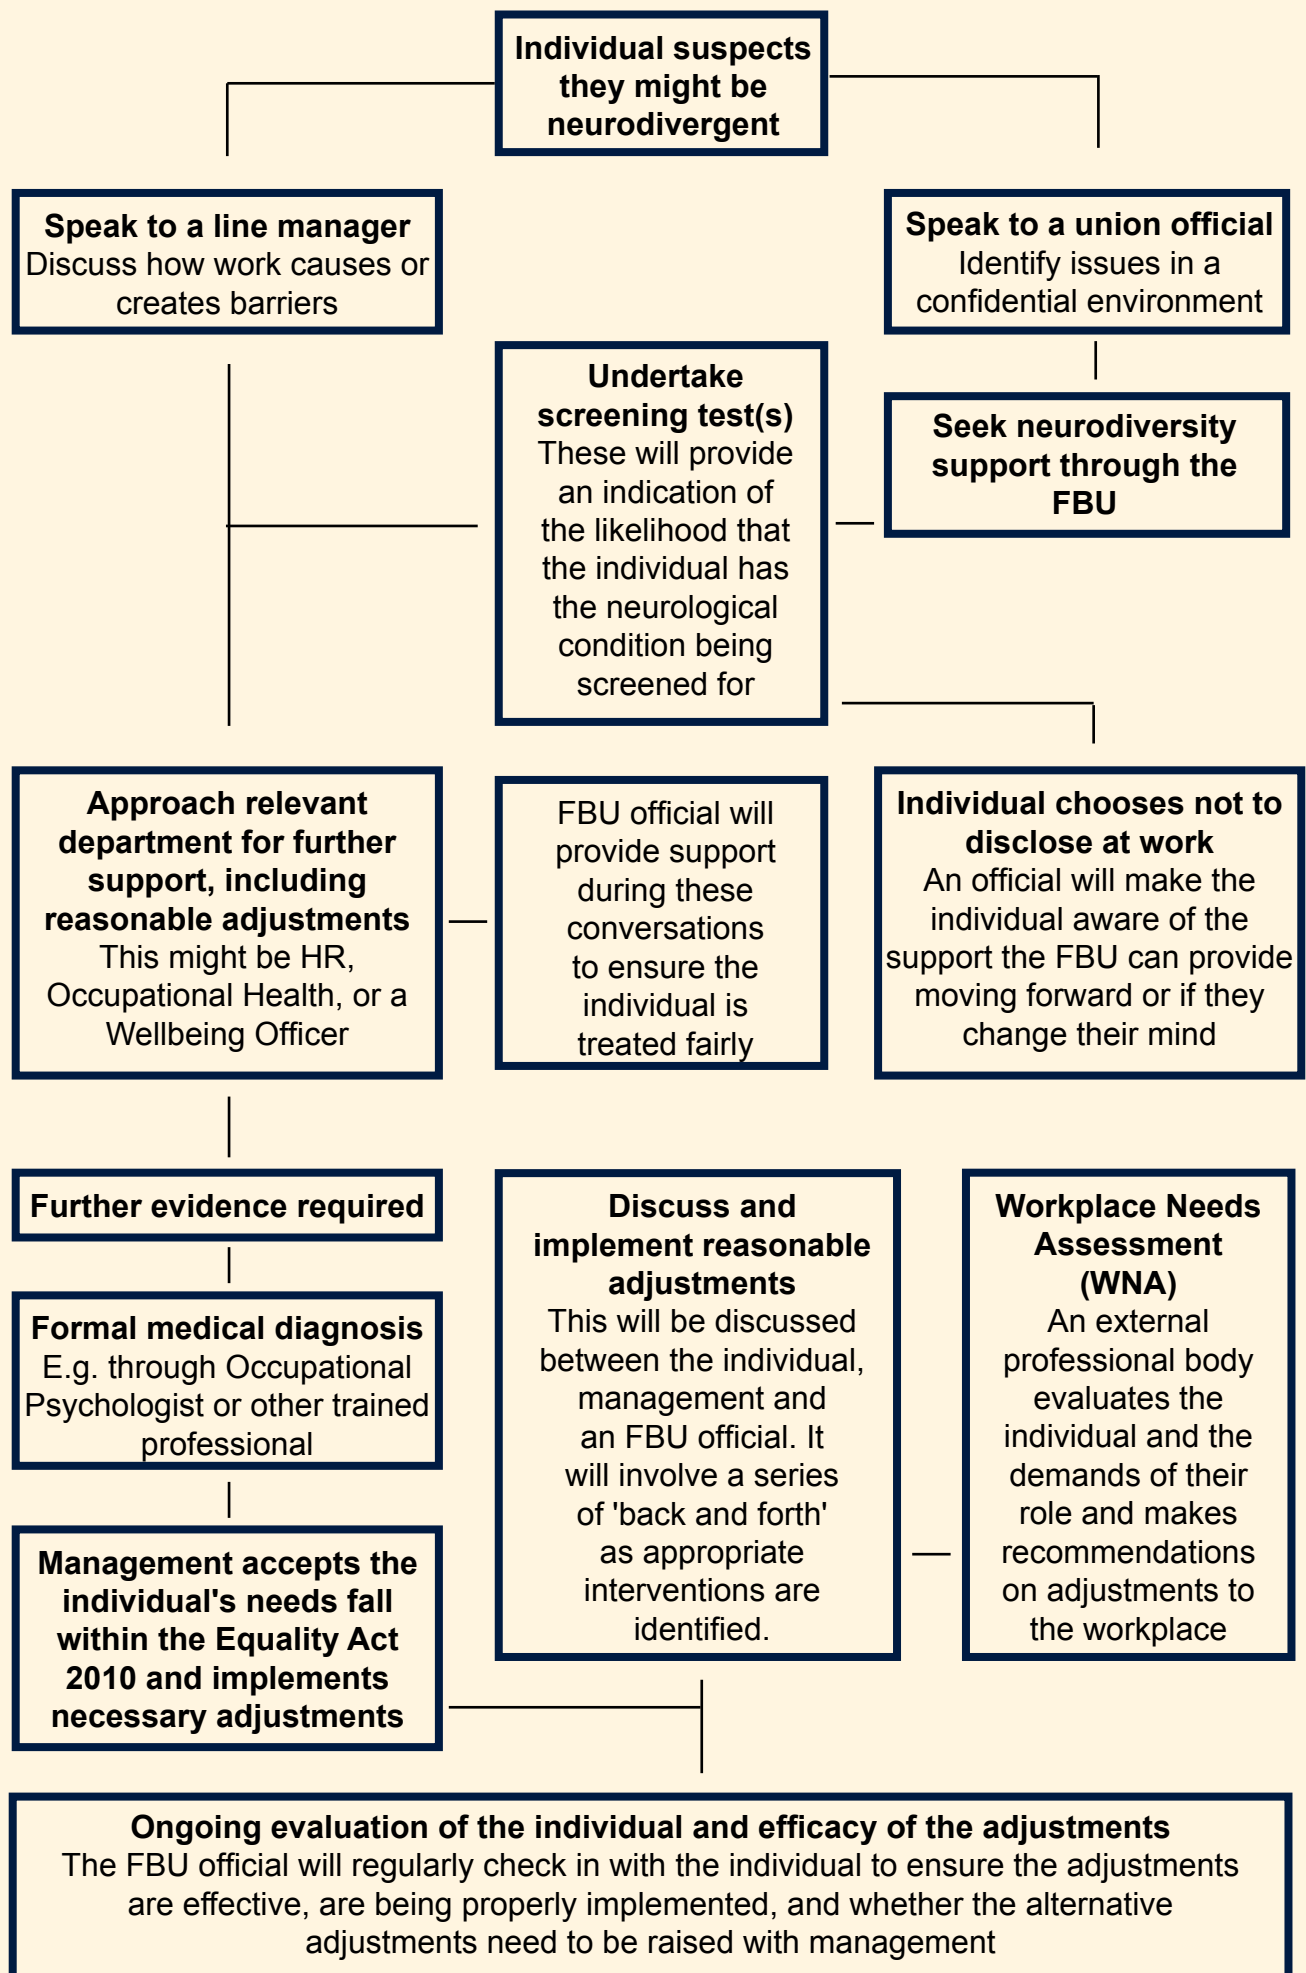 Individual suspects
they might be
neurodivergent
Speak to a line manager
Discuss how work causes or
creates barriers
Speak to a union official
Identify issues in a
confidential environment
Undertake
screening test(s)
These will provide
an indication of
the likelihood that
the individual has
the neurological
condition being
screened for
Seek neurodiversity
support through the
FBU
Approach relevant
department for further
support, including
reasonable adjustments
This might be HR,
Occupational Health, or a
Wellbeing Officer
FBU official will
provide support
during these
conversations
to ensure the
individual is
treated fairly
Individual chooses not to
disclose at work
An official will make the
individual aware of the
support the FBU can provide
moving forward or if they
change their mind
Further evidence required
Formal medical diagnosis
E.g. through Occupational
Psychologist or other trained
professional
Management accepts the
individual's needs fall
within the Equality Act
2010 and implements
necessary adjustments
Discuss and
implement reasonable
adjustments
This will be discussed
between the individual,
management and
an FBU official. It
will involve a series
of 'back and forth'
as appropriate
interventions are
identified.
Workplace Needs
Assessment
(WNA)
An external
professional body
evaluates the
individual and the
demands of their
role and makes
recommendations
on adjustments to
the workplace
Ongoing evaluation of the individual and efficacy of the adjustments
The FBU official will regularly check in with the individual to ensure the adjustments
are effective, are being properly implemented, and whether the alternative
adjustments need to be raised with management